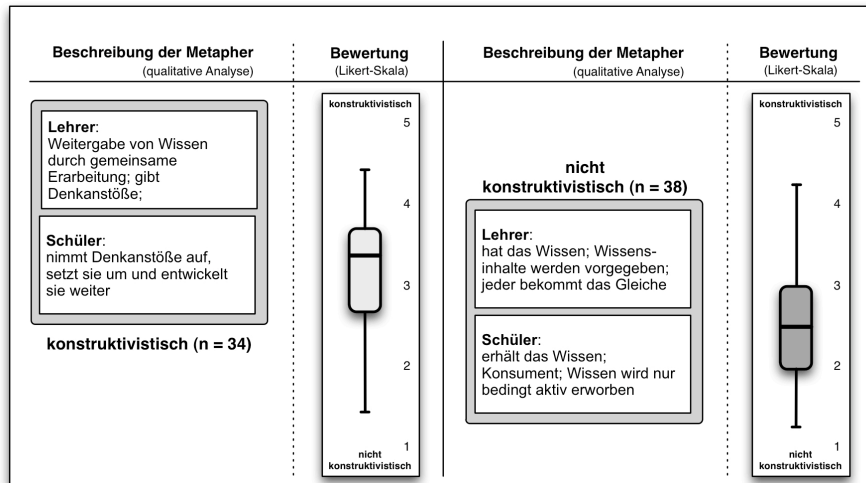 Beschreibung der Metapher
(qualitative Analyse)
Bewertung
(Likert-Skala)
Beschreibung der Metapher
(qualitative Analyse)
Bewertung
(Likert-Skala)
Lehrer:
Weitergabe von Wissen
durch gemeinsame
Erarbeitung; gibt
Denkanstöße;
Schüler:
nimmt Denkanstöße auf,
setzt sie um und entwickelt
sie weiter
konstruktivistisch (n = 34)
konstruktivistisch
5
4
3
2
1
nicht
konstruktivistisch
nicht
konstruktivistisch (n = 38)
Lehrer:
hat das Wissen; Wissens-
inhalte werden vorgegeben;
jeder bekommt das Gleiche
Schüler:
erhält das Wissen;
Konsument; Wissen wird nur
bedingt aktiv erworben
konstruktivistisch
5
4
3
2
1
nicht
konstruktivistisch